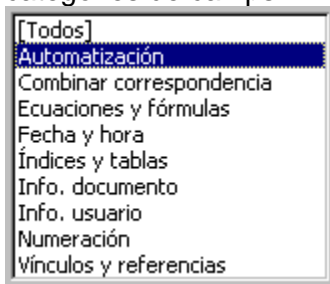 [Todos]
Automatización
Combinar correspondencia
Ecuaciones y fórmulas
Fecha y hora
Índices y tablas
Info. documento
Info. usuario
Numeración
Vínculos y referencias